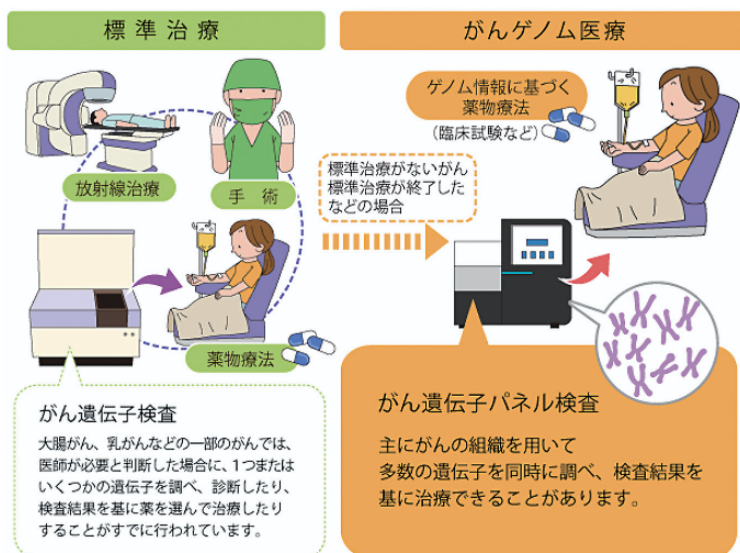 標準治療
放射線治療
手術
薬物療法
がん遺伝子検査
大腸がん、乳がんなどの一部のがんでは、
医師が必要と判断した場合に、1つまたは
いくつかの遺伝子を調べ、診断したり、
検査結果を基に薬を選んで治療したり
することがすでに行われています。
標準治療がないがん
標準治療が終了した
などの場合
がんゲノム医療
ゲノム情報に基づく
薬物療法
(臨床試験など)
がん遺伝子パネル検査
主にがんの組織を用いて
多数の遺伝子を同時に調べ、検査結果を
基に治療できることがあります。